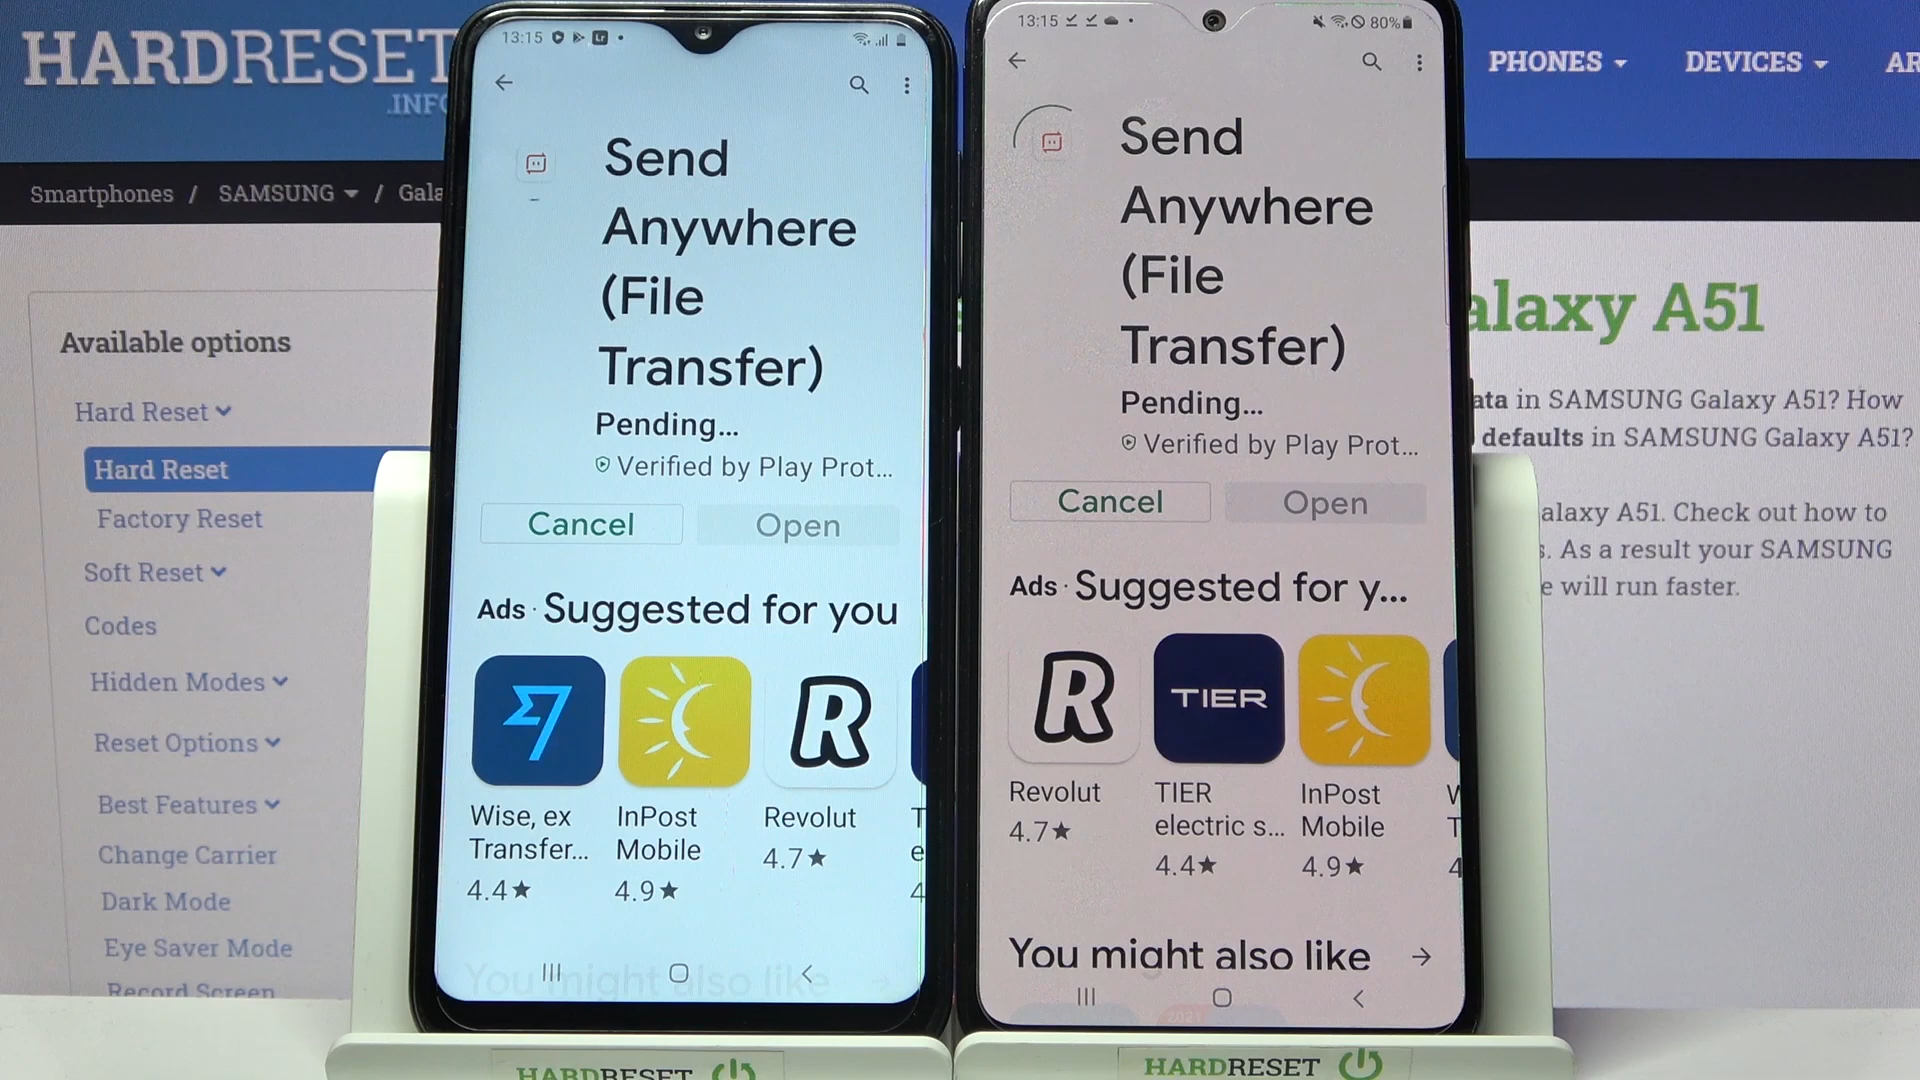 HARDRESET
.INFO
PHONES
DEVICES
Smartphones / SAMSUNG /
Available options
Hard Reset
Hard Reset
Factory Reset
Soft Reset
Codes
Hidden Modes
Reset Options
Best Features
Change Carrier
Dark Mode
Eye Saver Mode
Record Screen
13:15
Send
Anywhere
(File
Transfer)
Pending...
Verified by Play Prot...
Cancel
Open
Ads · Suggested for you
Wise, ex
Transfer...
4.4★
InPost
Mobile
4.9★
R
Revolut
4.7★
You might also like
HARDRESET
13:15
80%
Send
Anywhere
(File
Transfer)
Pending...
Verified by Play Prot...
Cancel
Open
Ads · Suggested for y...
R
Revolut
4.7★
TIER
TIER
electric s...
4.4★
InPost
Mobile
4.9★
You might also like
2021
HARDRESET
alaxy A51
ata in SAMSUNG Galaxy A51? How
defaults in SAMSUNG Galaxy A51?
alaxy A51. Check out how to
s. As a result your SAMSUNG
e will run faster.